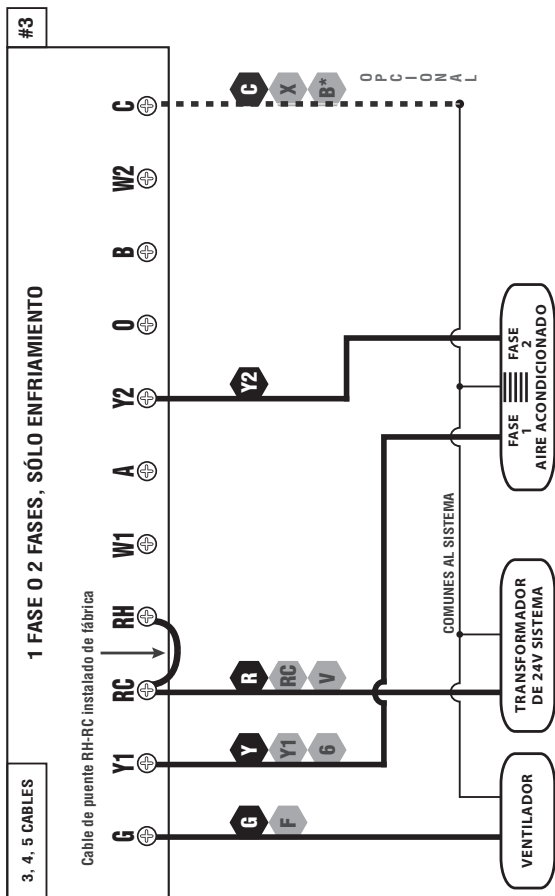 3, 4, 5 CABLES
1 FASE O 2 FASES, SÓLO ENFRIAMIENTO
#3
Cable de puente RH-RC instalado de fábrica
G
Y1
RC
RH
W1
A
Y2
O
B
W2
C
G
F
Y
Y1
6
R
RC
V
Y2
C
X
B*
OPCIONAL
COMUNES AL SISTEMA
VENTILADOR
TRANSFORMADOR
DE 24V SISTEMA
FASE
1
FASE
2
AIRE ACONDICIONADO